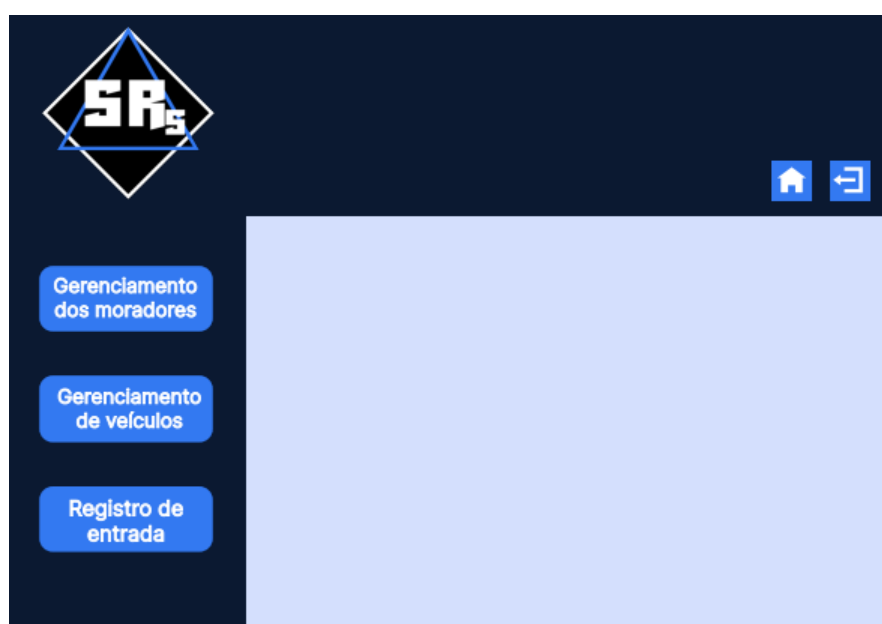 SRs
Gerenciamento
dos moradores
Gerenciamento
de veículos
Registro de
entrada